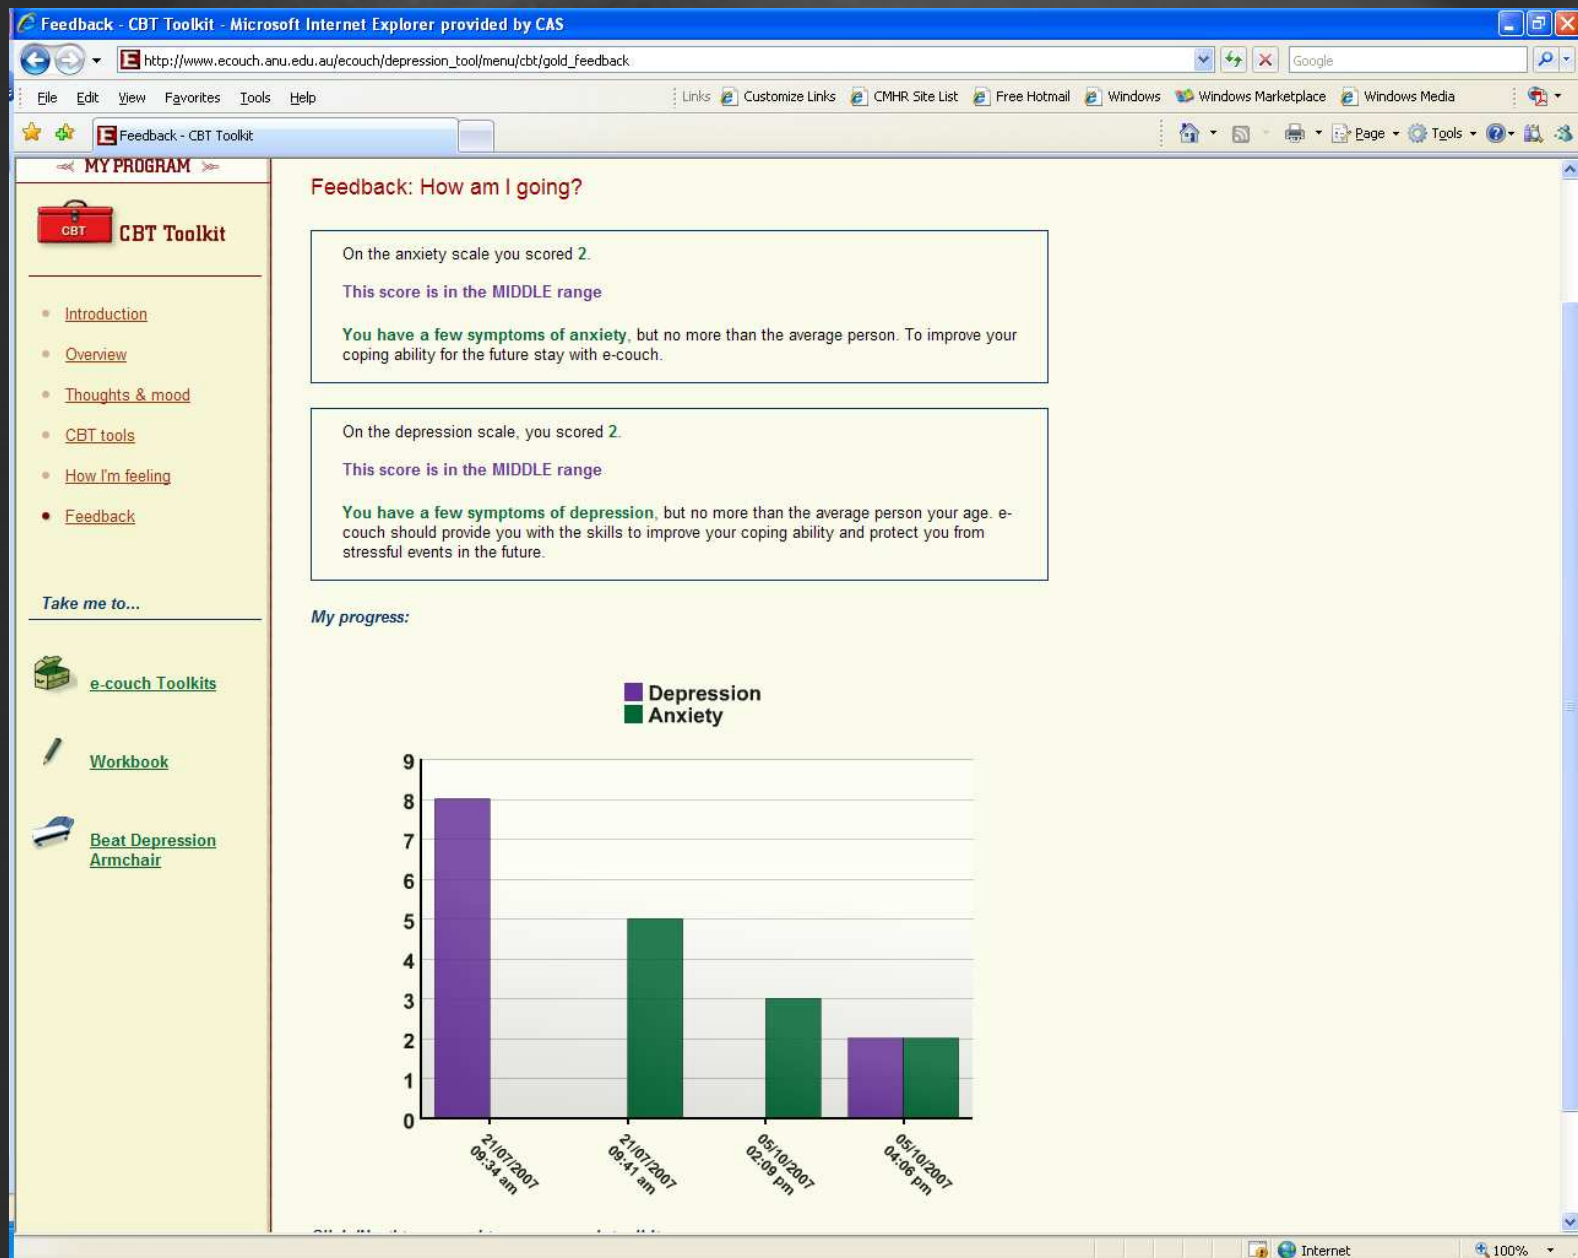 Feedback - CBT Toolkit - Microsoft Internet Explorer provided by CAS
http://www.ecouch.anu.edu.au/ecouch/depression_tool/menu/cbt/gold_feedback
Google
File Edit View Favorites Tools Help
Links Customize Links CMHR Site List Free Hotmail Windows Windows Marketplace Windows Media
Feedback - CBT Toolkit
Page Tools
MY PROGRAM
CBT
CBT Toolkit
Introduction
Overview
Thoughts & mood
CBT tools
How I'm feeling
Feedback
Take me to...
e-couch Toolkits
Workbook
Beat Depression
Armchair
Feedback: How am I going?
On the anxiety scale you scored 2.
This score is in the MIDDLE range
You have a few symptoms of anxiety, but no more than the average person. To improve your
coping ability for the future stay with e-couch.
On the depression scale, you scored 2.
This score is in the MIDDLE range
You have a few symptoms of depression, but no more than the average person your age. e-
couch should provide you with the skills to improve your coping ability and protect you from
stressful events in the future.
My progress:
Depression
Anxiety
9
8
7
6
5
4
3
2
1
0
21/07/2007
09:34 am
21/07/2007
09:41 am
05/10/2007
02:09 pm
05/10/2007
04:06 pm
Internet
100%